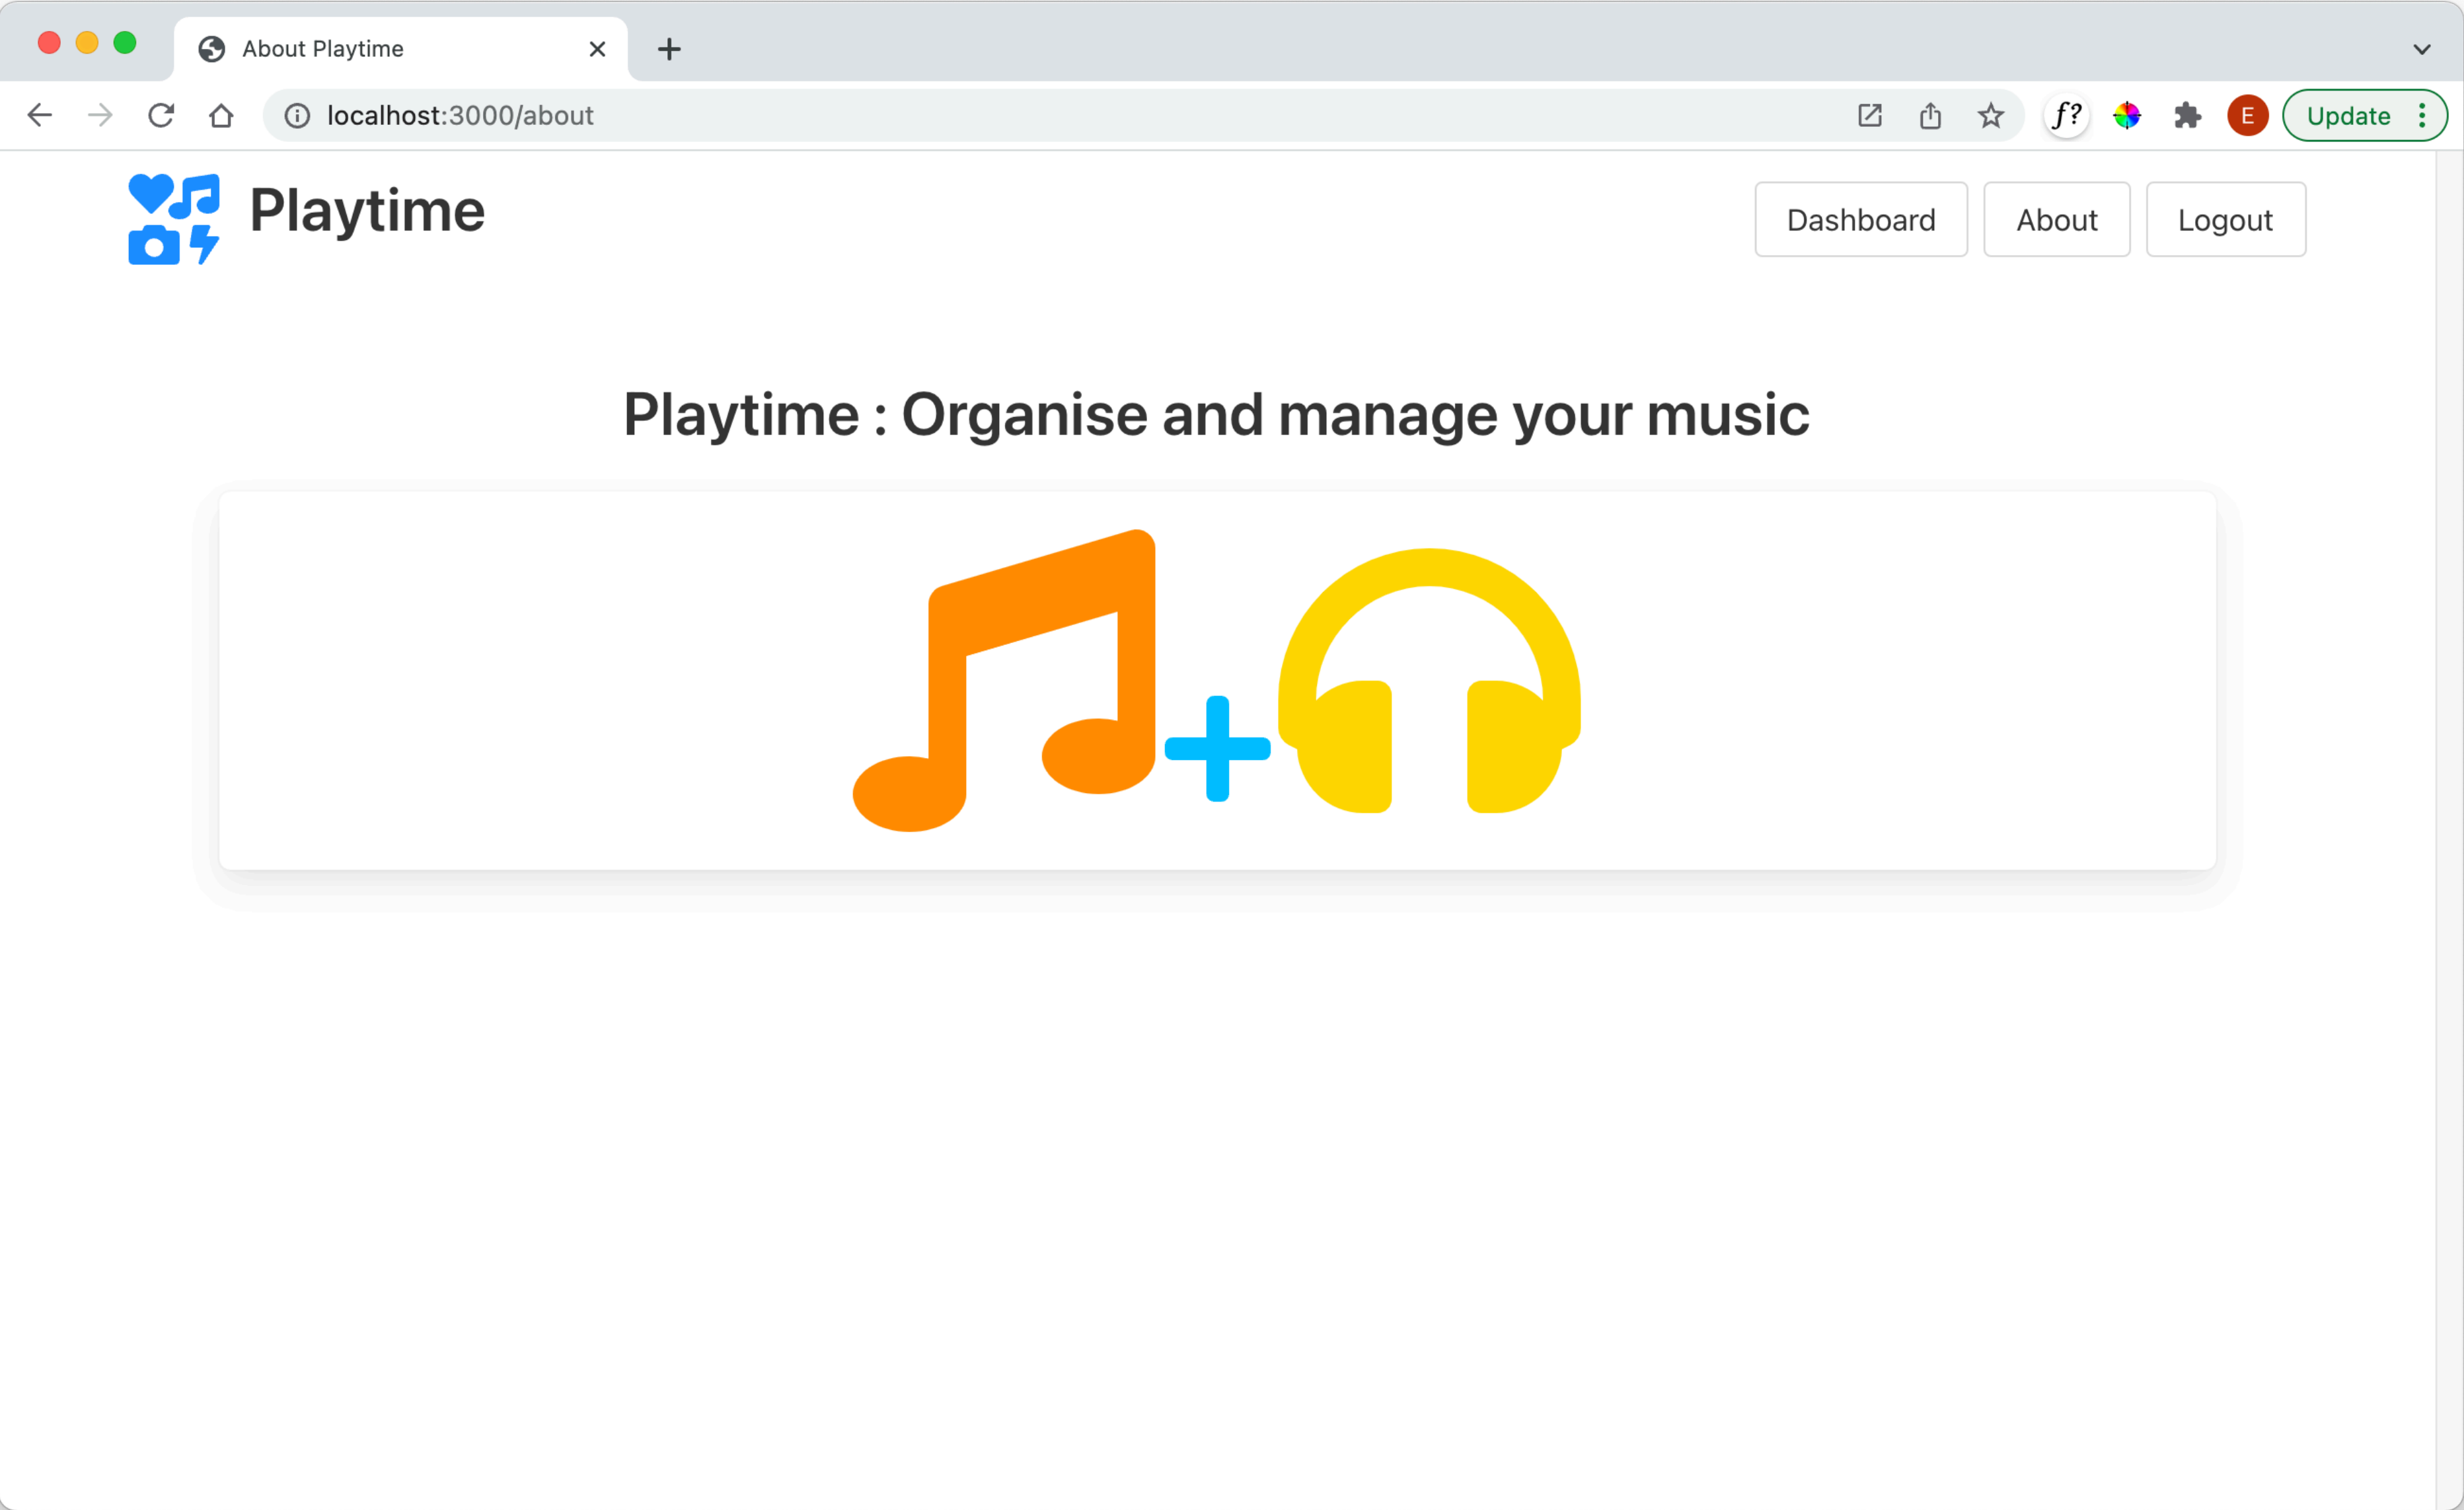 About Playtime
localhost:3000/about
f?
E
Update
Playtime
Dashboard
About
Logout
Playtime : Organise and manage your music